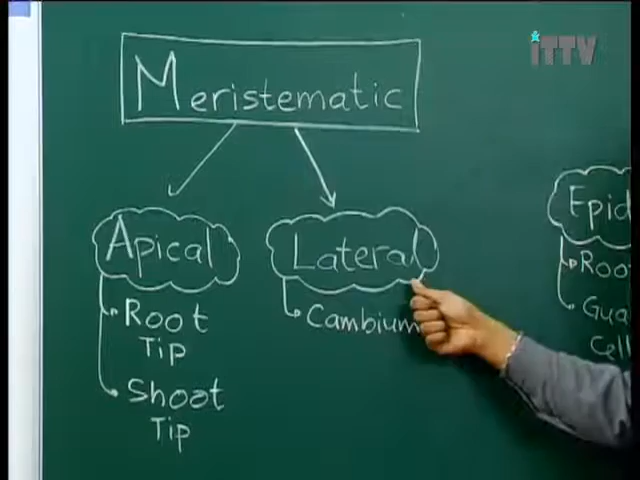 iTTV
Meristematic
Apical
Root
Tip
Shoot
Tip
Lateral
Cambium